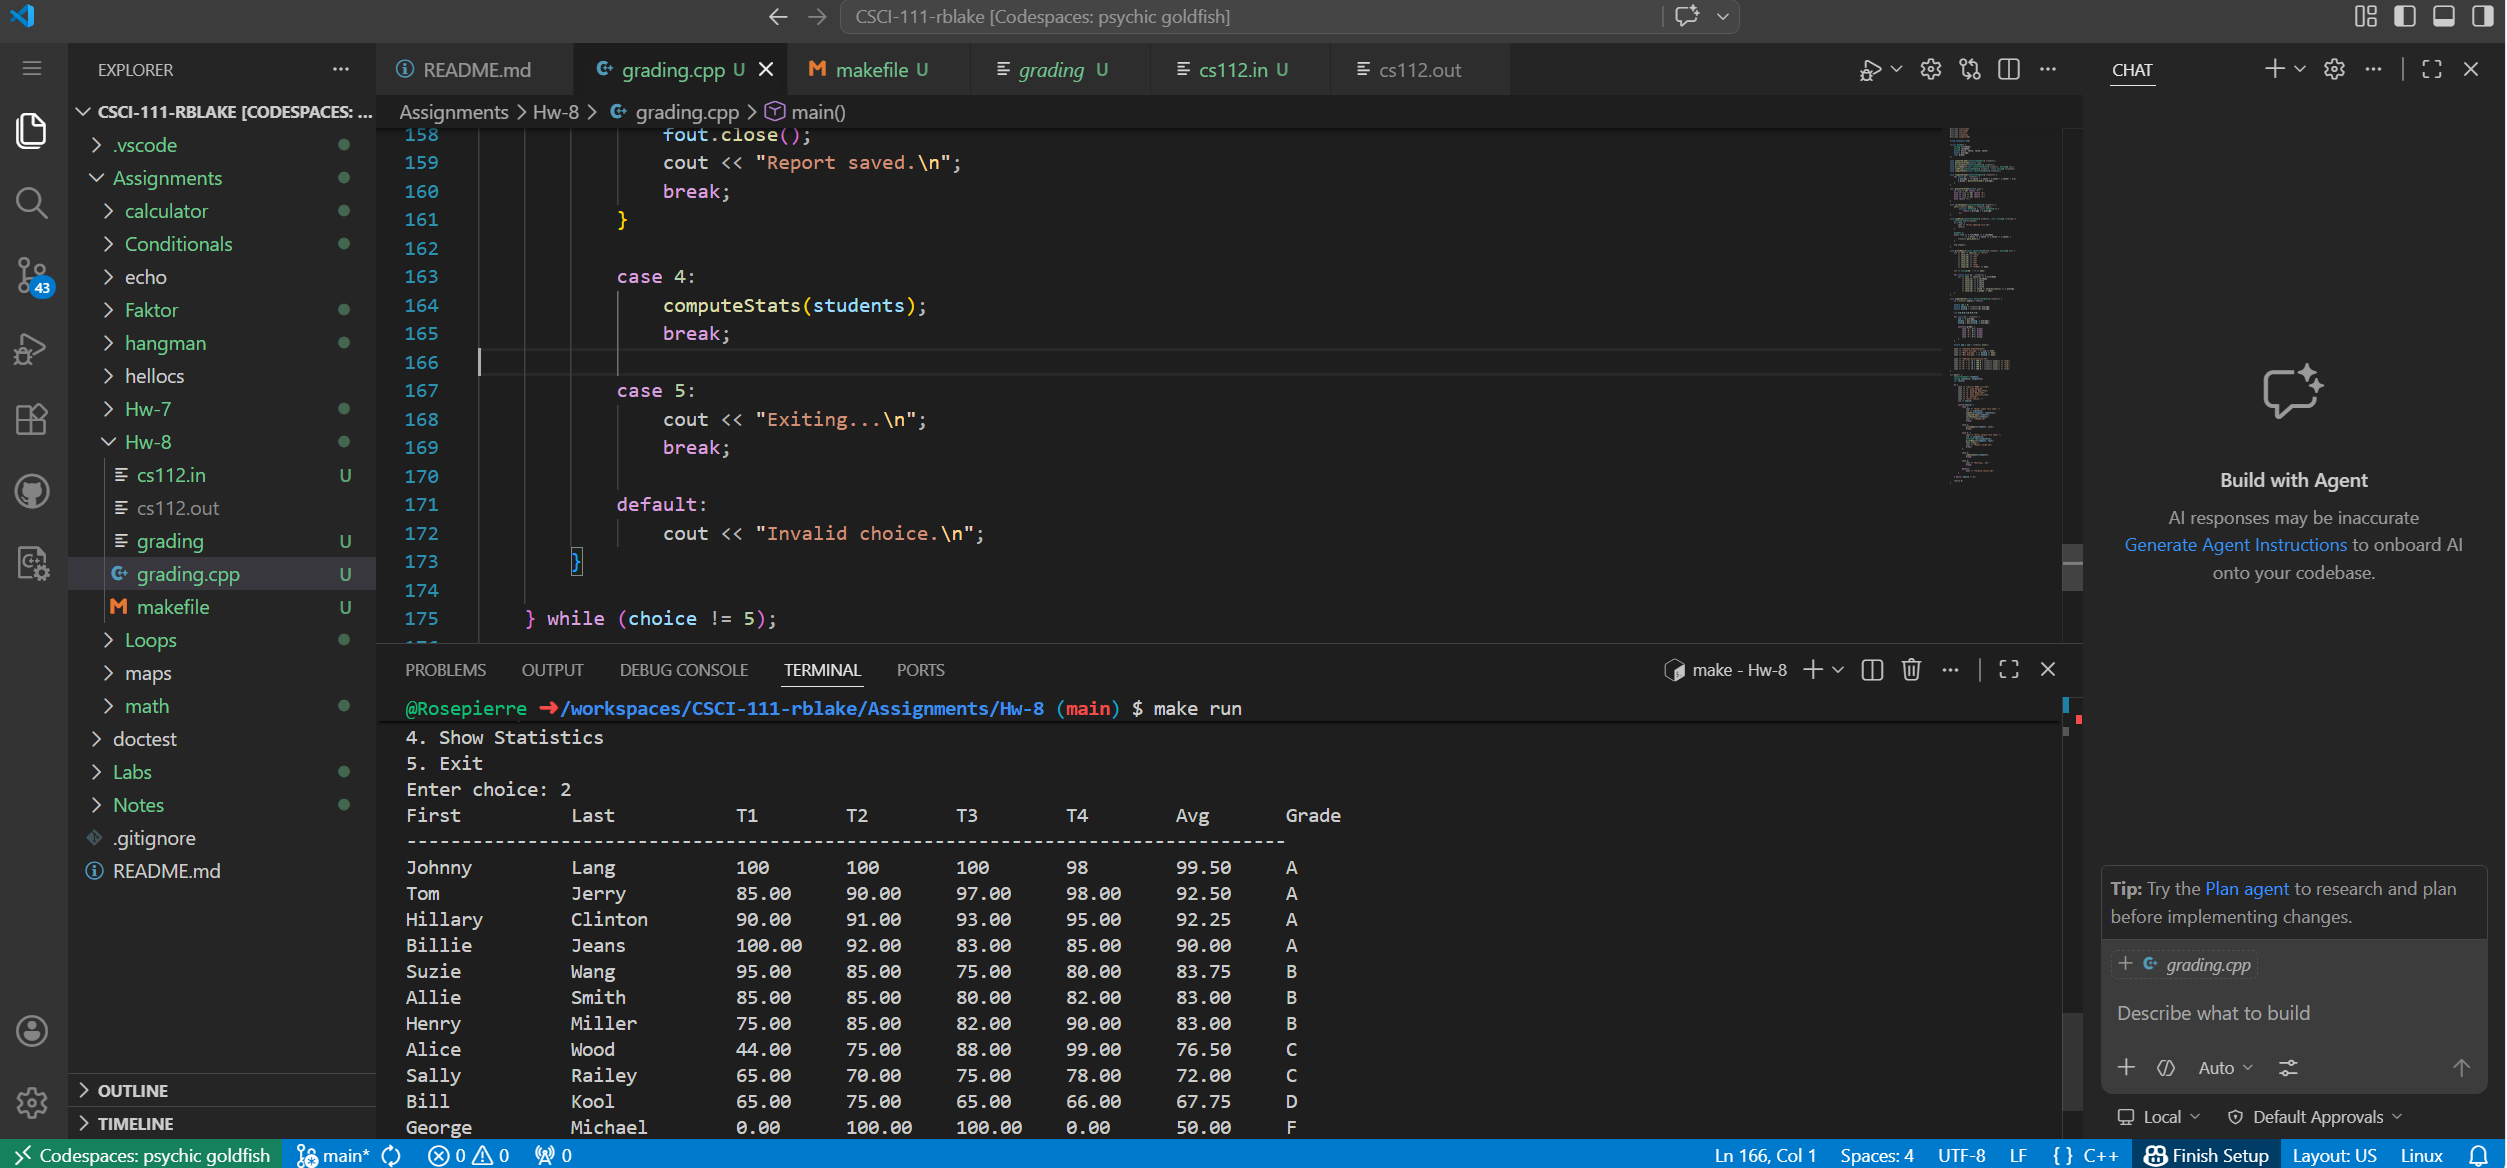 CSCI-111-rblake [Codespaces: psychic goldfish]
EXPLORER
CSCI-111-RBLAKE [CODESPACES: ...
.vscode
Assignments
calculator
Conditionals
echo
Faktor
hangman
hellocs
Hw-7
Hw-8
cs112.in U
cs112.out
grading U
grading.cpp U
makefile U
Loops
maps
math
doctest
Labs
Notes
.gitignore
README.md
OUTLINE
TIMELINE
43
README.md
grading.cpp U
makefile U
grading U
cs112.in U
cs112.out
Assignments > Hw-8 > grading.cpp > main()
158 fout.close();
159 cout << "Report saved.\n";
160 break;
161 }
162
163 case 4:
164 computeStats(students);
165 break;
166
167 case 5:
168 cout << "Exiting...\n";
169 break;
170
171 default:
172 cout << "Invalid choice.\n";
173 }
174
175 } while (choice != 5);
PROBLEMS OUTPUT DEBUG CONSOLE TERMINAL PORTS
make - Hw-8
@Rosepierre ➜/workspaces/CSCI-111-rblake/Assignments/Hw-8 (main) $ make run
4. Show Statistics
5. Exit
Enter choice: 2
First Last T1 T2 T3 T4 Avg Grade
--------------------------------------------------------------------------------
Johnny Lang 100 100 100 98 99.50 A
Tom Jerry 85.00 90.00 97.00 98.00 92.50 A
Hillary Clinton 90.00 91.00 93.00 95.00 92.25 A
Billie Jeans 100.00 92.00 83.00 85.00 90.00 A
Suzie Wang 95.00 85.00 75.00 80.00 83.75 B
Allie Smith 85.00 85.00 80.00 82.00 83.00 B
Henry Miller 75.00 85.00 82.00 90.00 83.00 B
Alice Wood 44.00 75.00 88.00 99.00 76.50 C
Sally Railey 65.00 70.00 75.00 78.00 72.00 C
Bill Kool 65.00 75.00 65.00 66.00 67.75 D
George Michael 0.00 100.00 100.00 0.00 50.00 F
CHAT
Build with Agent
AI responses may be inaccurate
Generate Agent Instructions to onboard AI
onto your codebase.
Tip: Try the Plan agent to research and plan
before implementing changes.
grading.cpp
Describe what to build
Auto
Local
Default Approvals
Codespaces: psychic goldfish
main*
0 0
0
Ln 166, Col 1
Spaces: 4
UTF-8
LF
{ } C++
Finish Setup
Layout: US
Linux